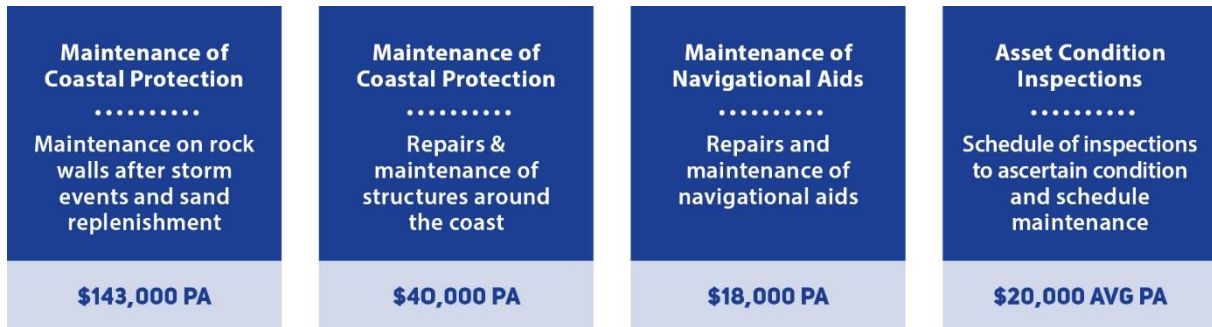 Maintenance of
Coastal Protection
Maintenance on rock
walls after storm
events and sand
replenishment
$143,000 PA
Maintenance of
Coastal Protection
Repairs &
maintenance of
structures around
the coast
$40,000 PA
Maintenance of
Navigational Aids
Repairs and
maintenance of
navigational aids
$18,000 PA
Asset Condition
Inspections
Schedule of inspections
to ascertain condition
and schedule
maintenance
$20,000 AVG PA